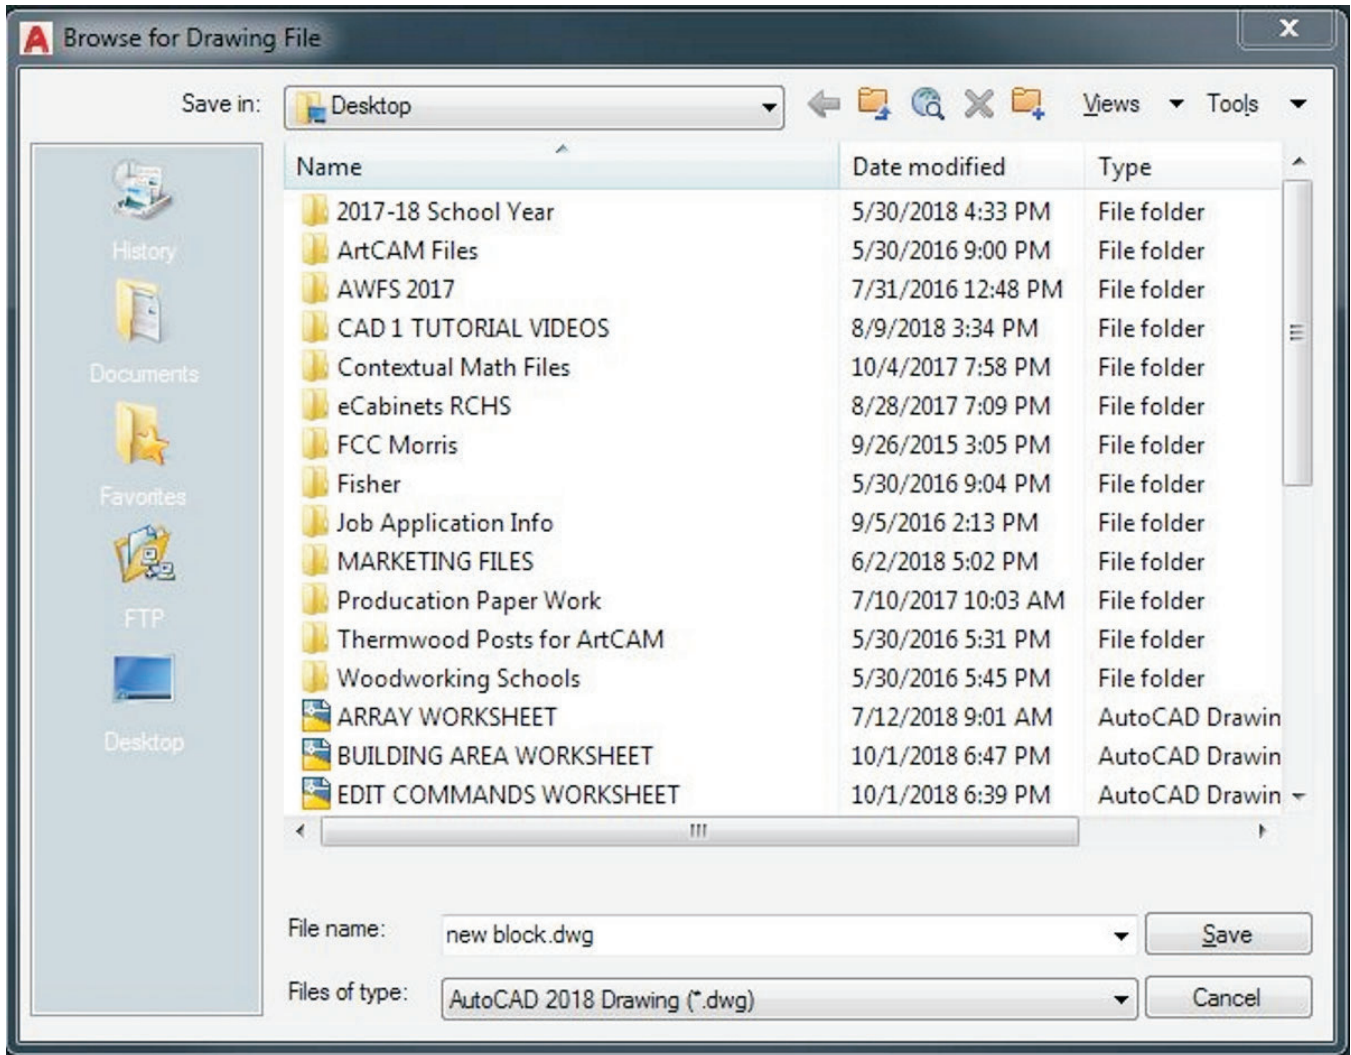 Browse for Drawing File
Save in: Desktop Views Tools
History
Documents
Favorites
FTP
Desktop
Name Date modified Type
2017-18 School Year 5/30/2018 4:33 PM File folder
ArtCAM Files 5/30/2016 9:00 PM File folder
AWFS 2017 7/31/2016 12:48 PM File folder
CAD 1 TUTORIAL VIDEOS 8/9/2018 3:34 PM File folder
Contextual Math Files 10/4/2017 7:58 PM File folder
eCabinets RCHS 8/28/2017 7:09 PM File folder
FCC Morris 9/26/2015 3:05 PM File folder
Fisher 5/30/2016 9:04 PM File folder
Job Application Info 9/5/2016 2:13 PM File folder
MARKETING FILES 6/2/2018 5:02 PM File folder
Producation Paper Work 7/10/2017 10:03 AM File folder
Thermwood Posts for ArtCAM 5/30/2016 5:31 PM File folder
Woodworking Schools 5/30/2016 5:45 PM File folder
ARRAY WORKSHEET 7/12/2018 9:01 AM AutoCAD Drawin
BUILDING AREA WORKSHEET 10/1/2018 6:47 PM AutoCAD Drawin
EDIT COMMANDS WORKSHEET 10/1/2018 6:39 PM AutoCAD Drawin
File name: new block.dwg Save
Files of type: AutoCAD 2018 Drawing (*.dwg) Cancel